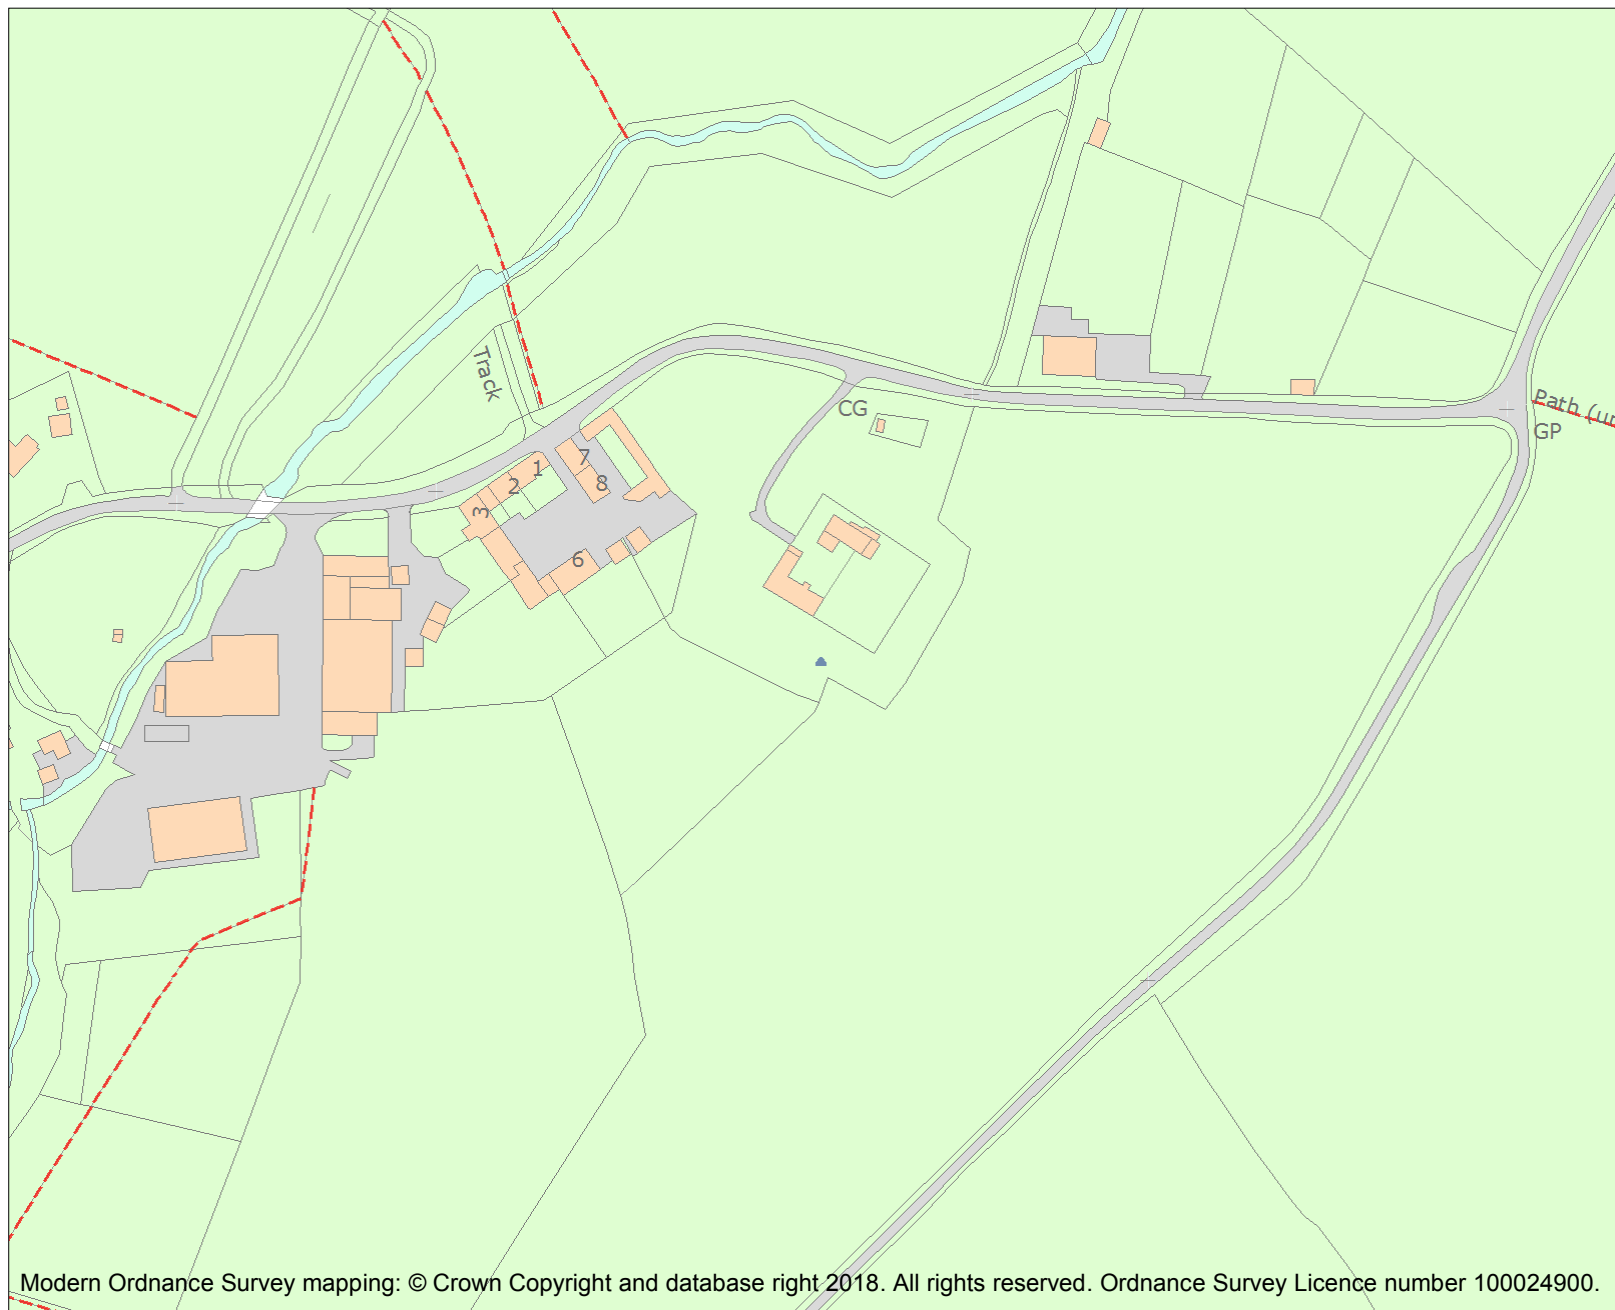 Track
CG
Path (ur
GP
1
7
2
8
3
6
Modern Ordnance Survey mapping: © Crown Copyright and database right 2018. All rights reserved. Ordnance Survey Licence number 100024900.